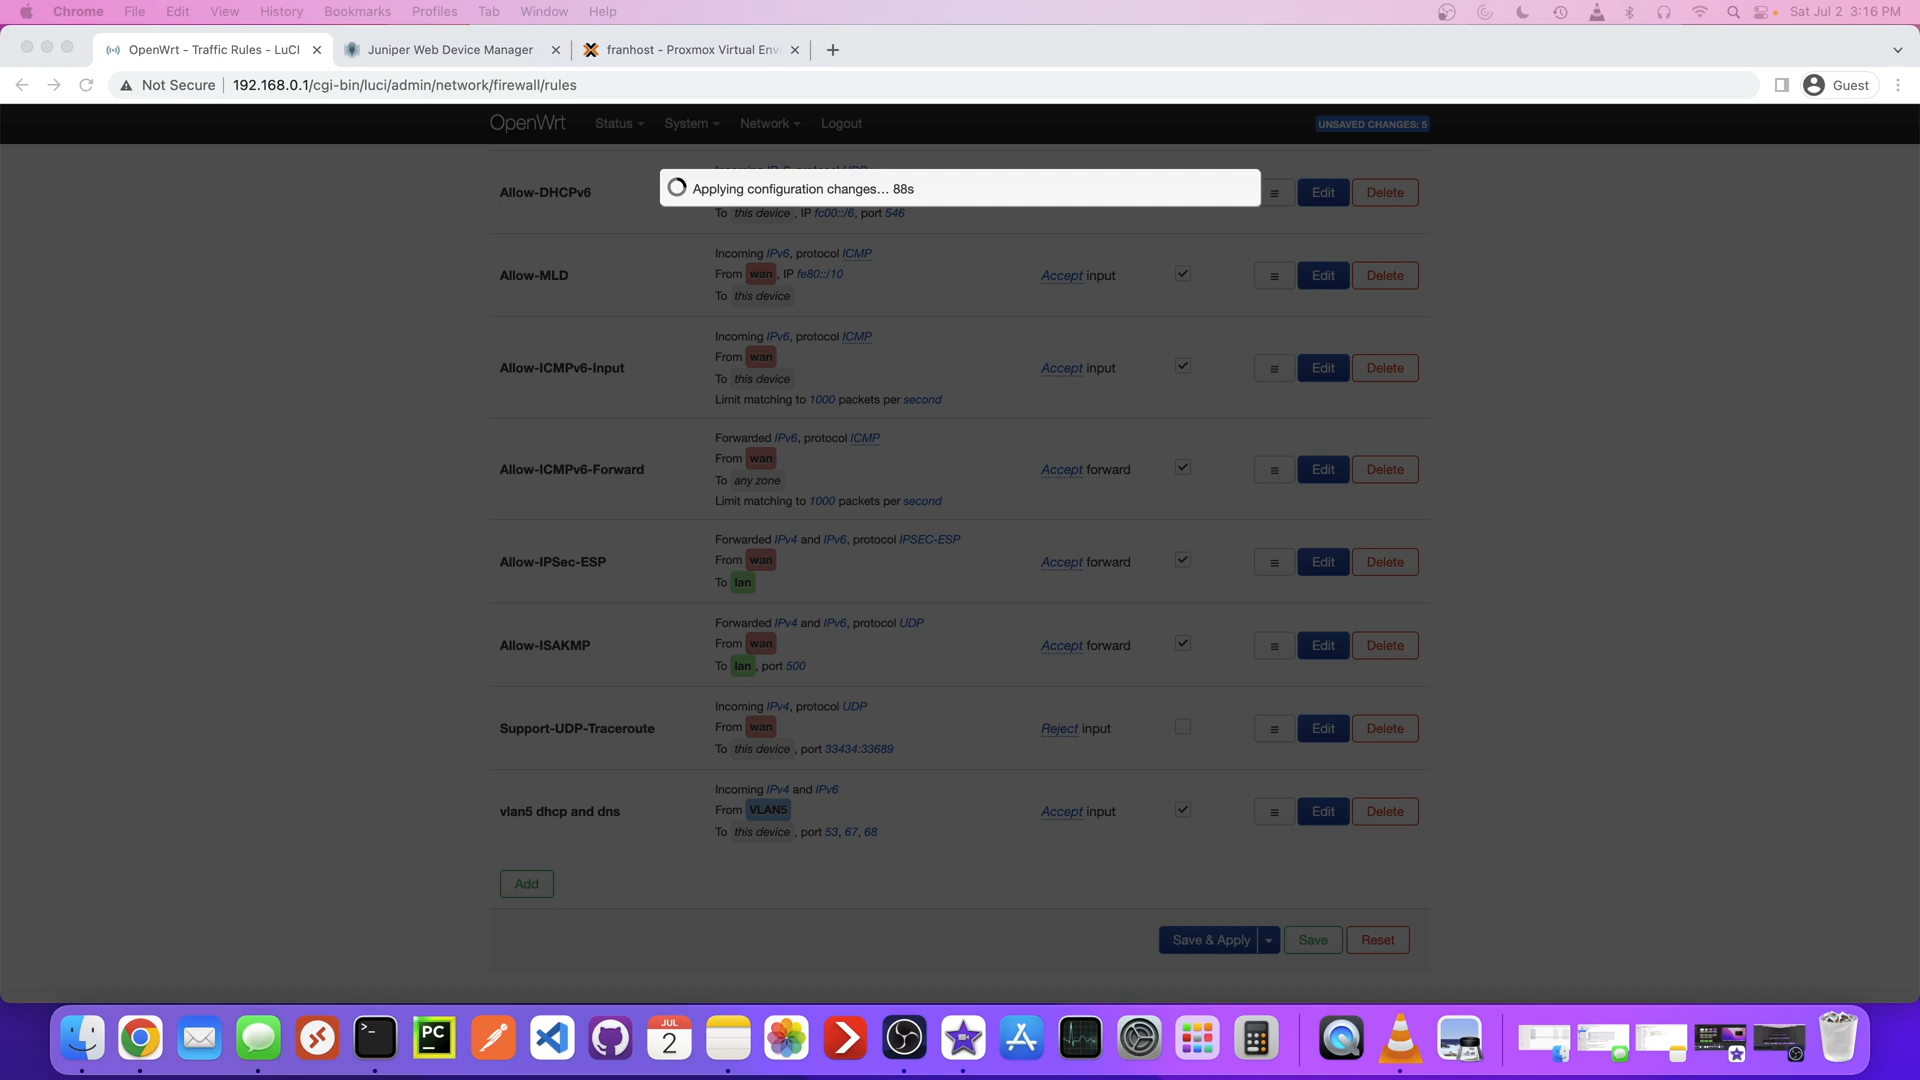 Chrome File Edit View History Bookmarks Profiles Tab Window Help Sat Jul 2 3:16 PM
OpenWrt - Traffic Rules - LuCI Juniper Web Device Manager franhost - Proxmox Virtual Envi
Not Secure 192.168.0.1/cgi-bin/luci/admin/network/firewall/rules Guest
OpenWrt Status System Network Logout UNSAVED CHANGES: 5
Applying configuration changes... 88s
Allow-DHCPv6 Edit Delete
To this device, IP fc00::/6, port 546
Incoming IPv6, protocol ICMP
Allow-MLD From wan, IP fe80::/10 Accept input Edit Delete
To this device
Incoming IPv6, protocol ICMP
From wan
Allow-ICMPv6-Input Accept input Edit Delete
To this device
Limit matching to 1000 packets per second
Forwarded IPv6, protocol ICMP
From wan
Allow-ICMPv6-Forward Accept forward Edit Delete
To any zone
Limit matching to 1000 packets per second
Forwarded IPv4 and IPv6, protocol IPSEC-ESP
Allow-IPSec-ESP From wan Accept forward Edit Delete
To lan
Forwarded IPv4 and IPv6, protocol UDP
Allow-ISAKMP From wan Accept forward Edit Delete
To lan, port 500
Incoming IPv4, protocol UDP
Support-UDP-Traceroute From wan Reject input Edit Delete
To this device, port 33434:33689
Incoming IPv4 and IPv6
vlan5 dhcp and dns From VLAN5 Accept input Edit Delete
To this device, port 53, 67, 68
Add
Save & Apply Save Reset
PC JUL 2